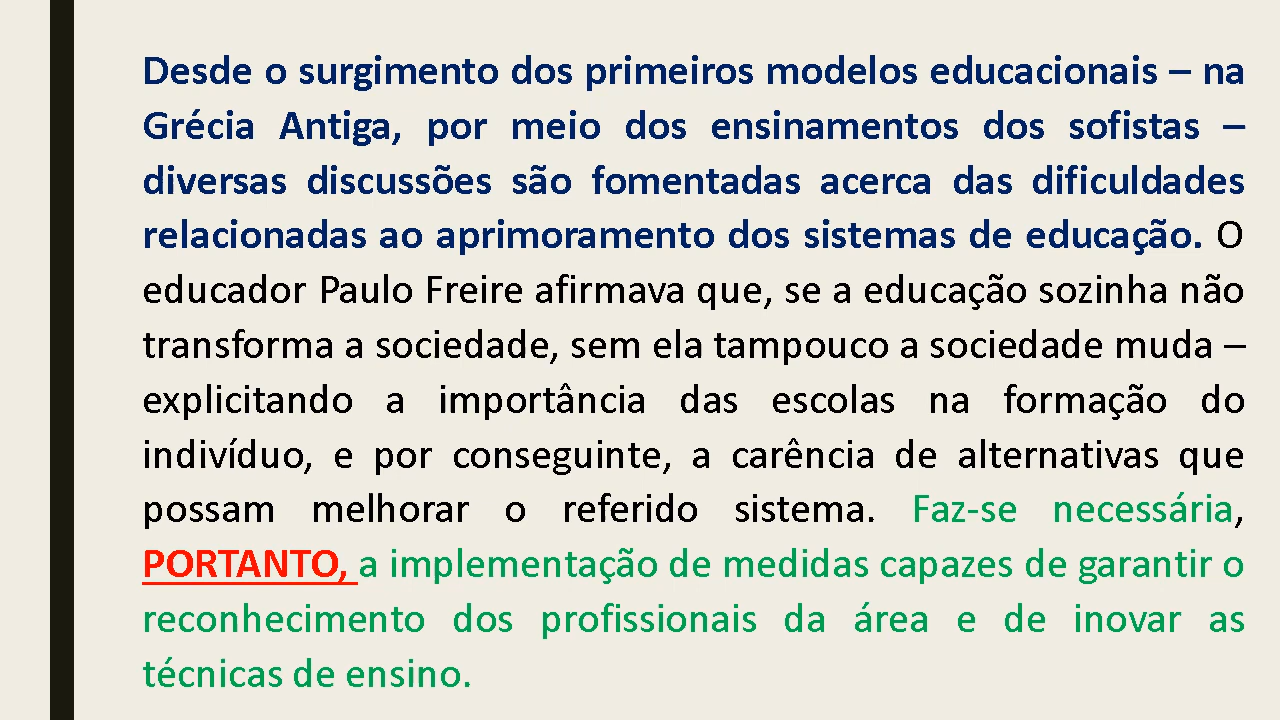 Desde o surgimento dos primeiros modelos educacionais – na
Grécia Antiga, por meio dos ensinamentos dos sofistas –
diversas discussões são fomentadas acerca das dificuldades
relacionadas ao aprimoramento dos sistemas de educação. O
educador Paulo Freire afirmava que, se a educação sozinha não
transforma a sociedade, sem ela tampouco a sociedade muda –
explicitando a importância das escolas na formação do
indivíduo, e por conseguinte, a carência de alternativas que
possam melhorar o referido sistema. Faz-se necessária,
PORTANTO, a implementação de medidas capazes de garantir o
reconhecimento dos profissionais da área e de inovar as
técnicas de ensino.